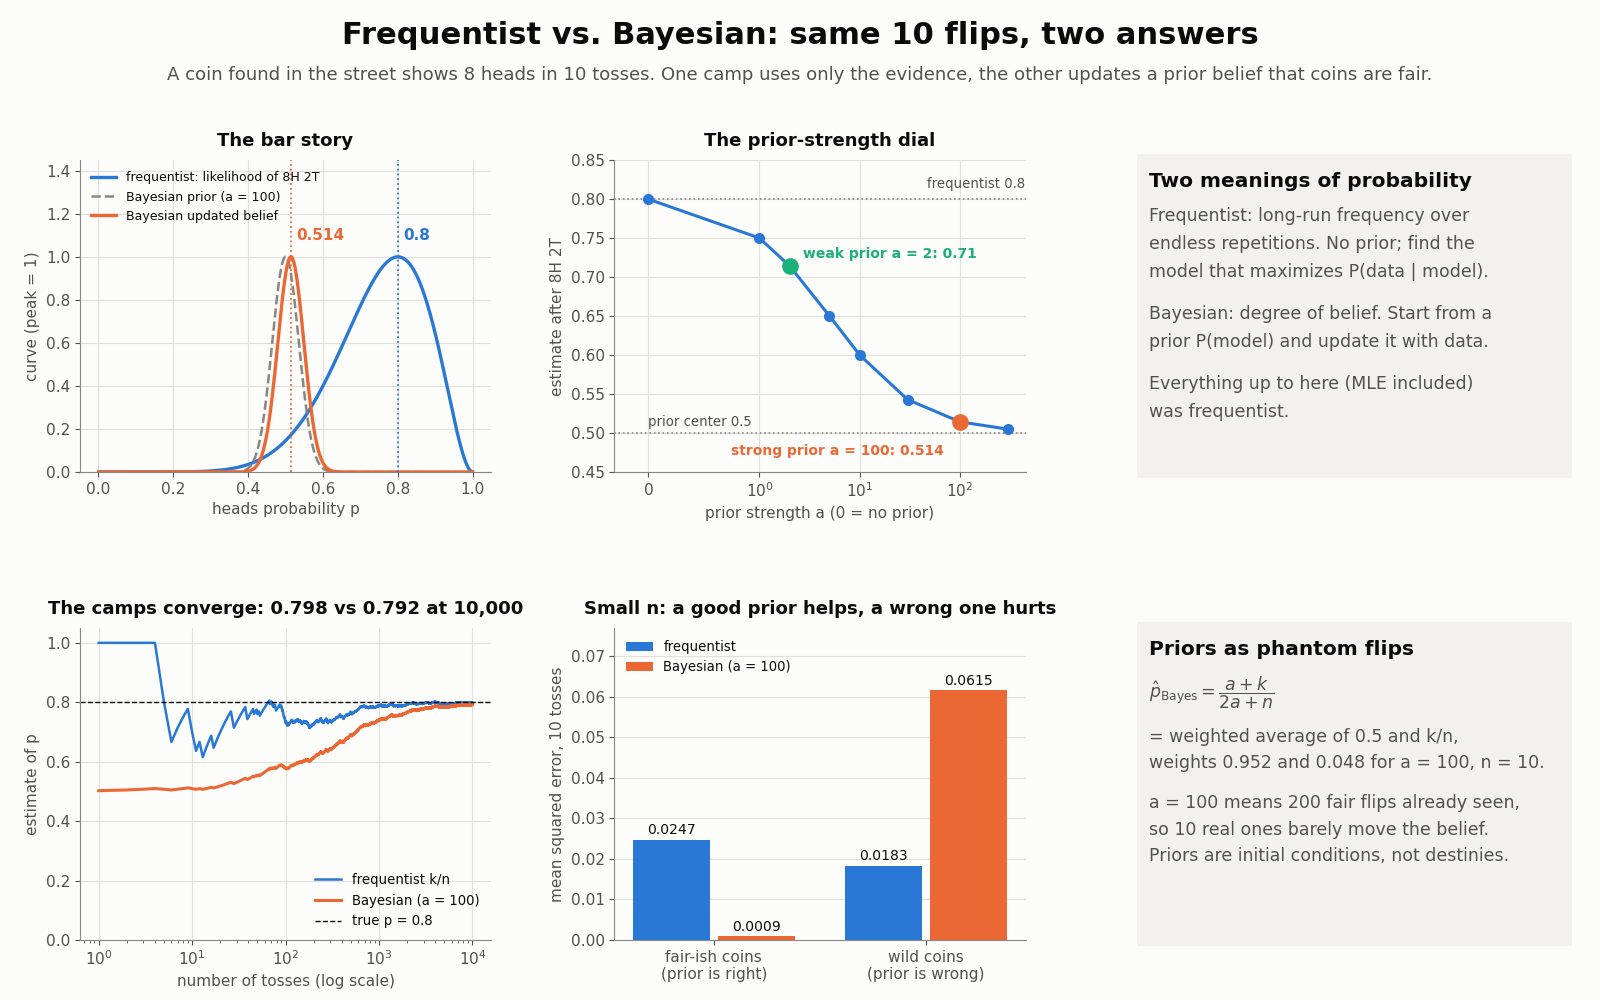 Frequentist vs. Bayesian: same 10 flips, two answers
A coin found in the street shows 8 heads in 10 tosses. One camp uses only the evidence, the other updates a prior belief that coins are fair.
The bar story
1.4
1.2
1.0
0.8
0.6
0.4
0.2
0.0
curve (peak = 1)
frequentist: likelihood of 8H 2T
Bayesian prior (a = 100)
Bayesian updated belief
0.514
0.8
0.0 0.2 0.4 0.6 0.8 1.0
heads probability p
The prior-strength dial
0.85
0.80
0.75
0.70
0.65
0.60
0.55
0.50
0.45
estimate after 8H 2T
frequentist 0.8
weak prior a = 2: 0.71
prior center 0.5
strong prior a = 100: 0.514
0 10⁰ 10¹ 10²
prior strength a (0 = no prior)
Two meanings of probability
Frequentist: long-run frequency over
endless repetitions. No prior; find the
model that maximizes P(data | model).
Bayesian: degree of belief. Start from a
prior P(model) and update it with data.
Everything up to here (MLE included)
was frequentist.
The camps converge: 0.798 vs 0.792 at 10,000
1.0
0.8
0.6
0.4
0.2
0.0
estimate of p
frequentist k/n
Bayesian (a = 100)
true p = 0.8
10⁰ 10¹ 10² 10³ 10⁴
number of tosses (log scale)
Small n: a good prior helps, a wrong one hurts
0.07
0.06
0.05
0.04
0.03
0.02
0.01
0.00
mean squared error, 10 tosses
frequentist
Bayesian (a = 100)
0.0247
0.0009
0.0183
0.0615
fair-ish coins
(prior is right)
wild coins
(prior is wrong)
Priors as phantom flips
p̂Bayes = (a + k)/(2a + n)
= weighted average of 0.5 and k/n,
weights 0.952 and 0.048 for a = 100, n = 10.
a = 100 means 200 fair flips already seen,
so 10 real ones barely move the belief.
Priors are initial conditions, not destinies.